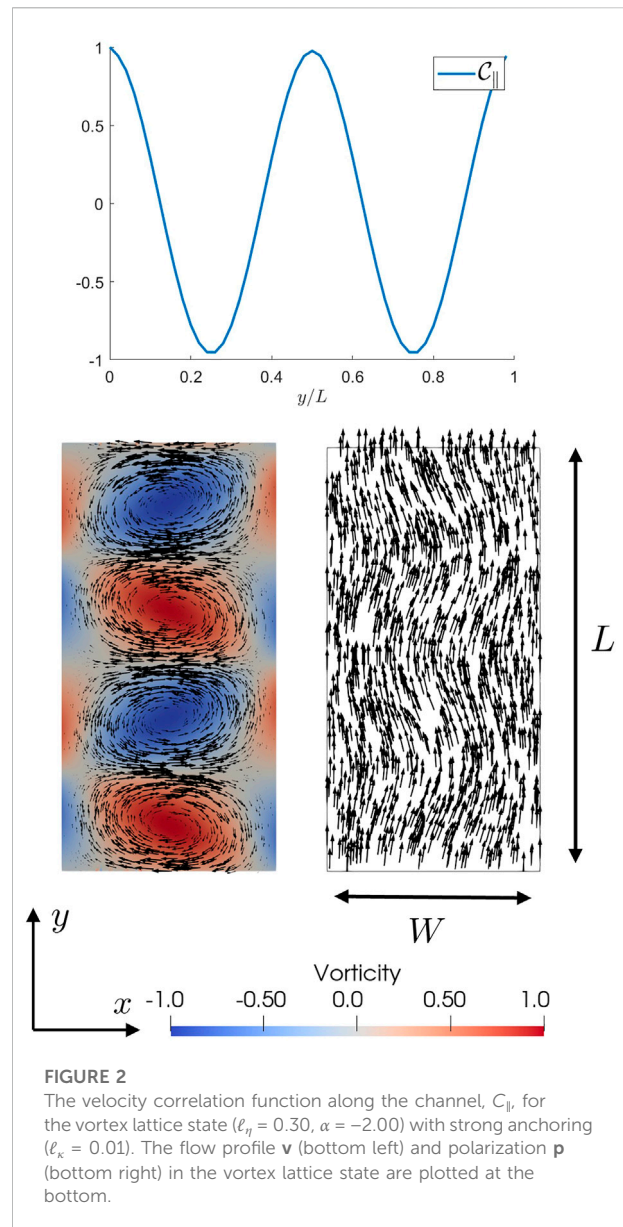 1
C∥
0.5
0
-0.5
-1
0 0.2 0.4 0.6 0.8 1
y/L
L
W
y
x
Vorticity
-1.0 -0.50 0.0 0.50 1.0
FIGURE 2
The velocity correlation function along the channel, C∥, for
the vortex lattice state (ℓη = 0.30, α = −2.00) with strong anchoring
(ℓκ = 0.01). The flow profile v (bottom left) and polarization p
(bottom right) in the vortex lattice state are plotted at the
bottom.